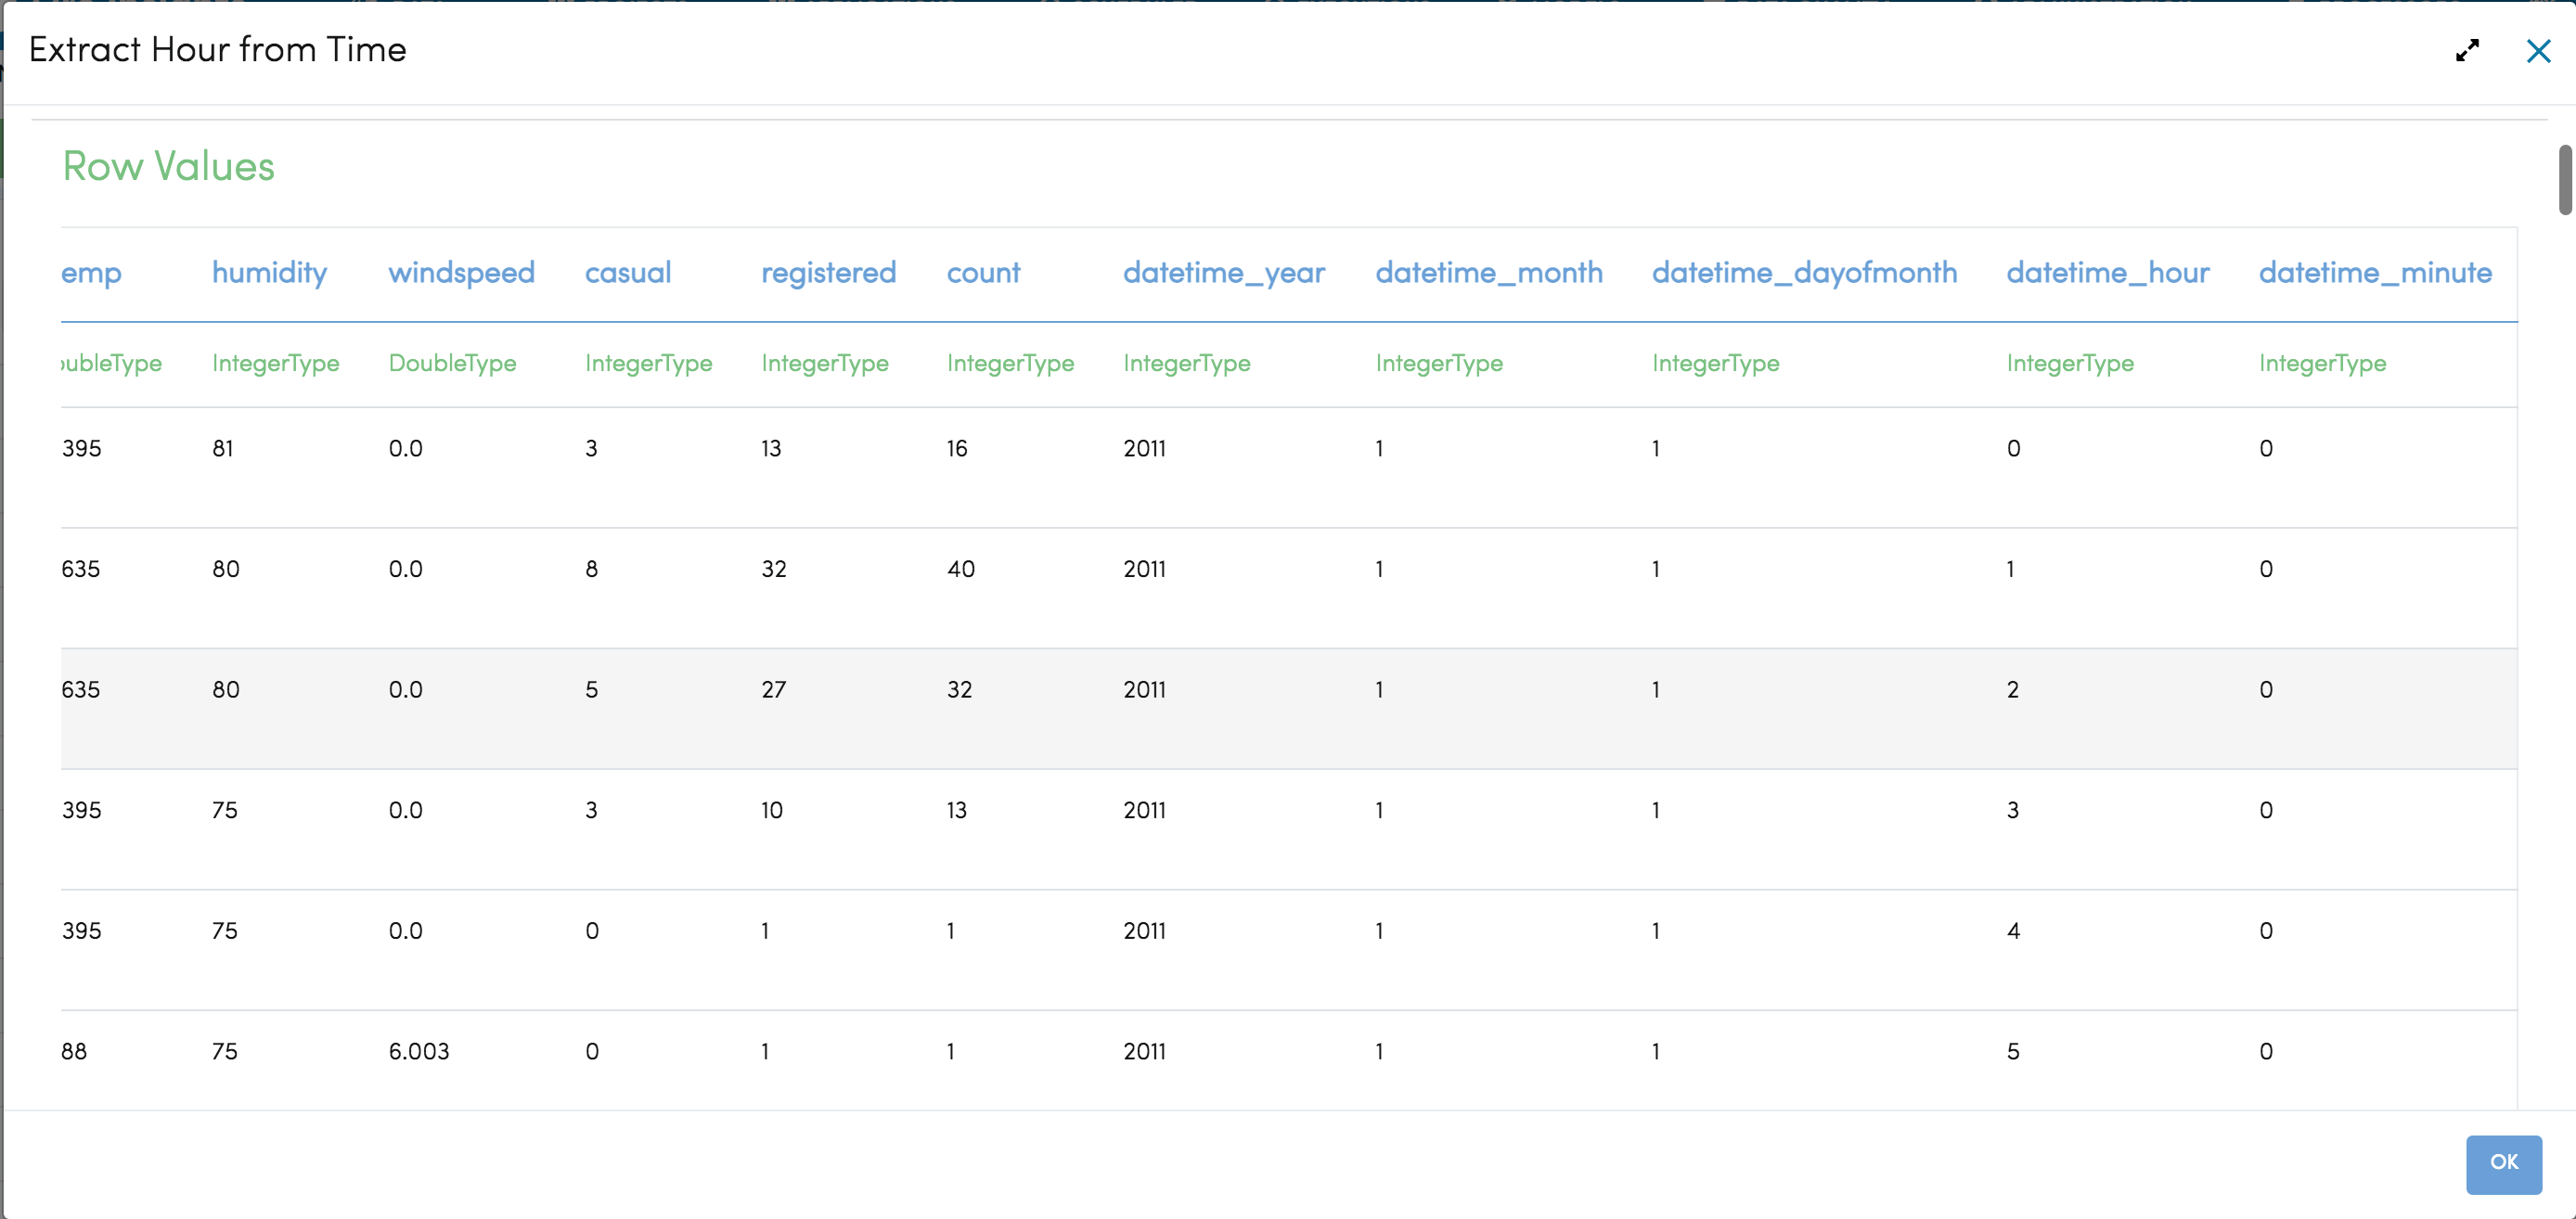 Extract Hour from Time
Row Values
emp humidity windspeed casual registered count datetime_year datetime_month datetime_dayofmonth datetime_hour datetime_minute
oubleType IntegerType DoubleType IntegerType IntegerType IntegerType IntegerType IntegerType IntegerType IntegerType IntegerType
395 81 0.0 3 13 16 2011 1 1 0 0
635 80 0.0 8 32 40 2011 1 1 1 0
635 80 0.0 5 27 32 2011 1 1 2 0
395 75 0.0 3 10 13 2011 1 1 3 0
395 75 0.0 0 1 1 2011 1 1 4 0
88 75 6.003 0 1 1 2011 1 1 5 0
OK